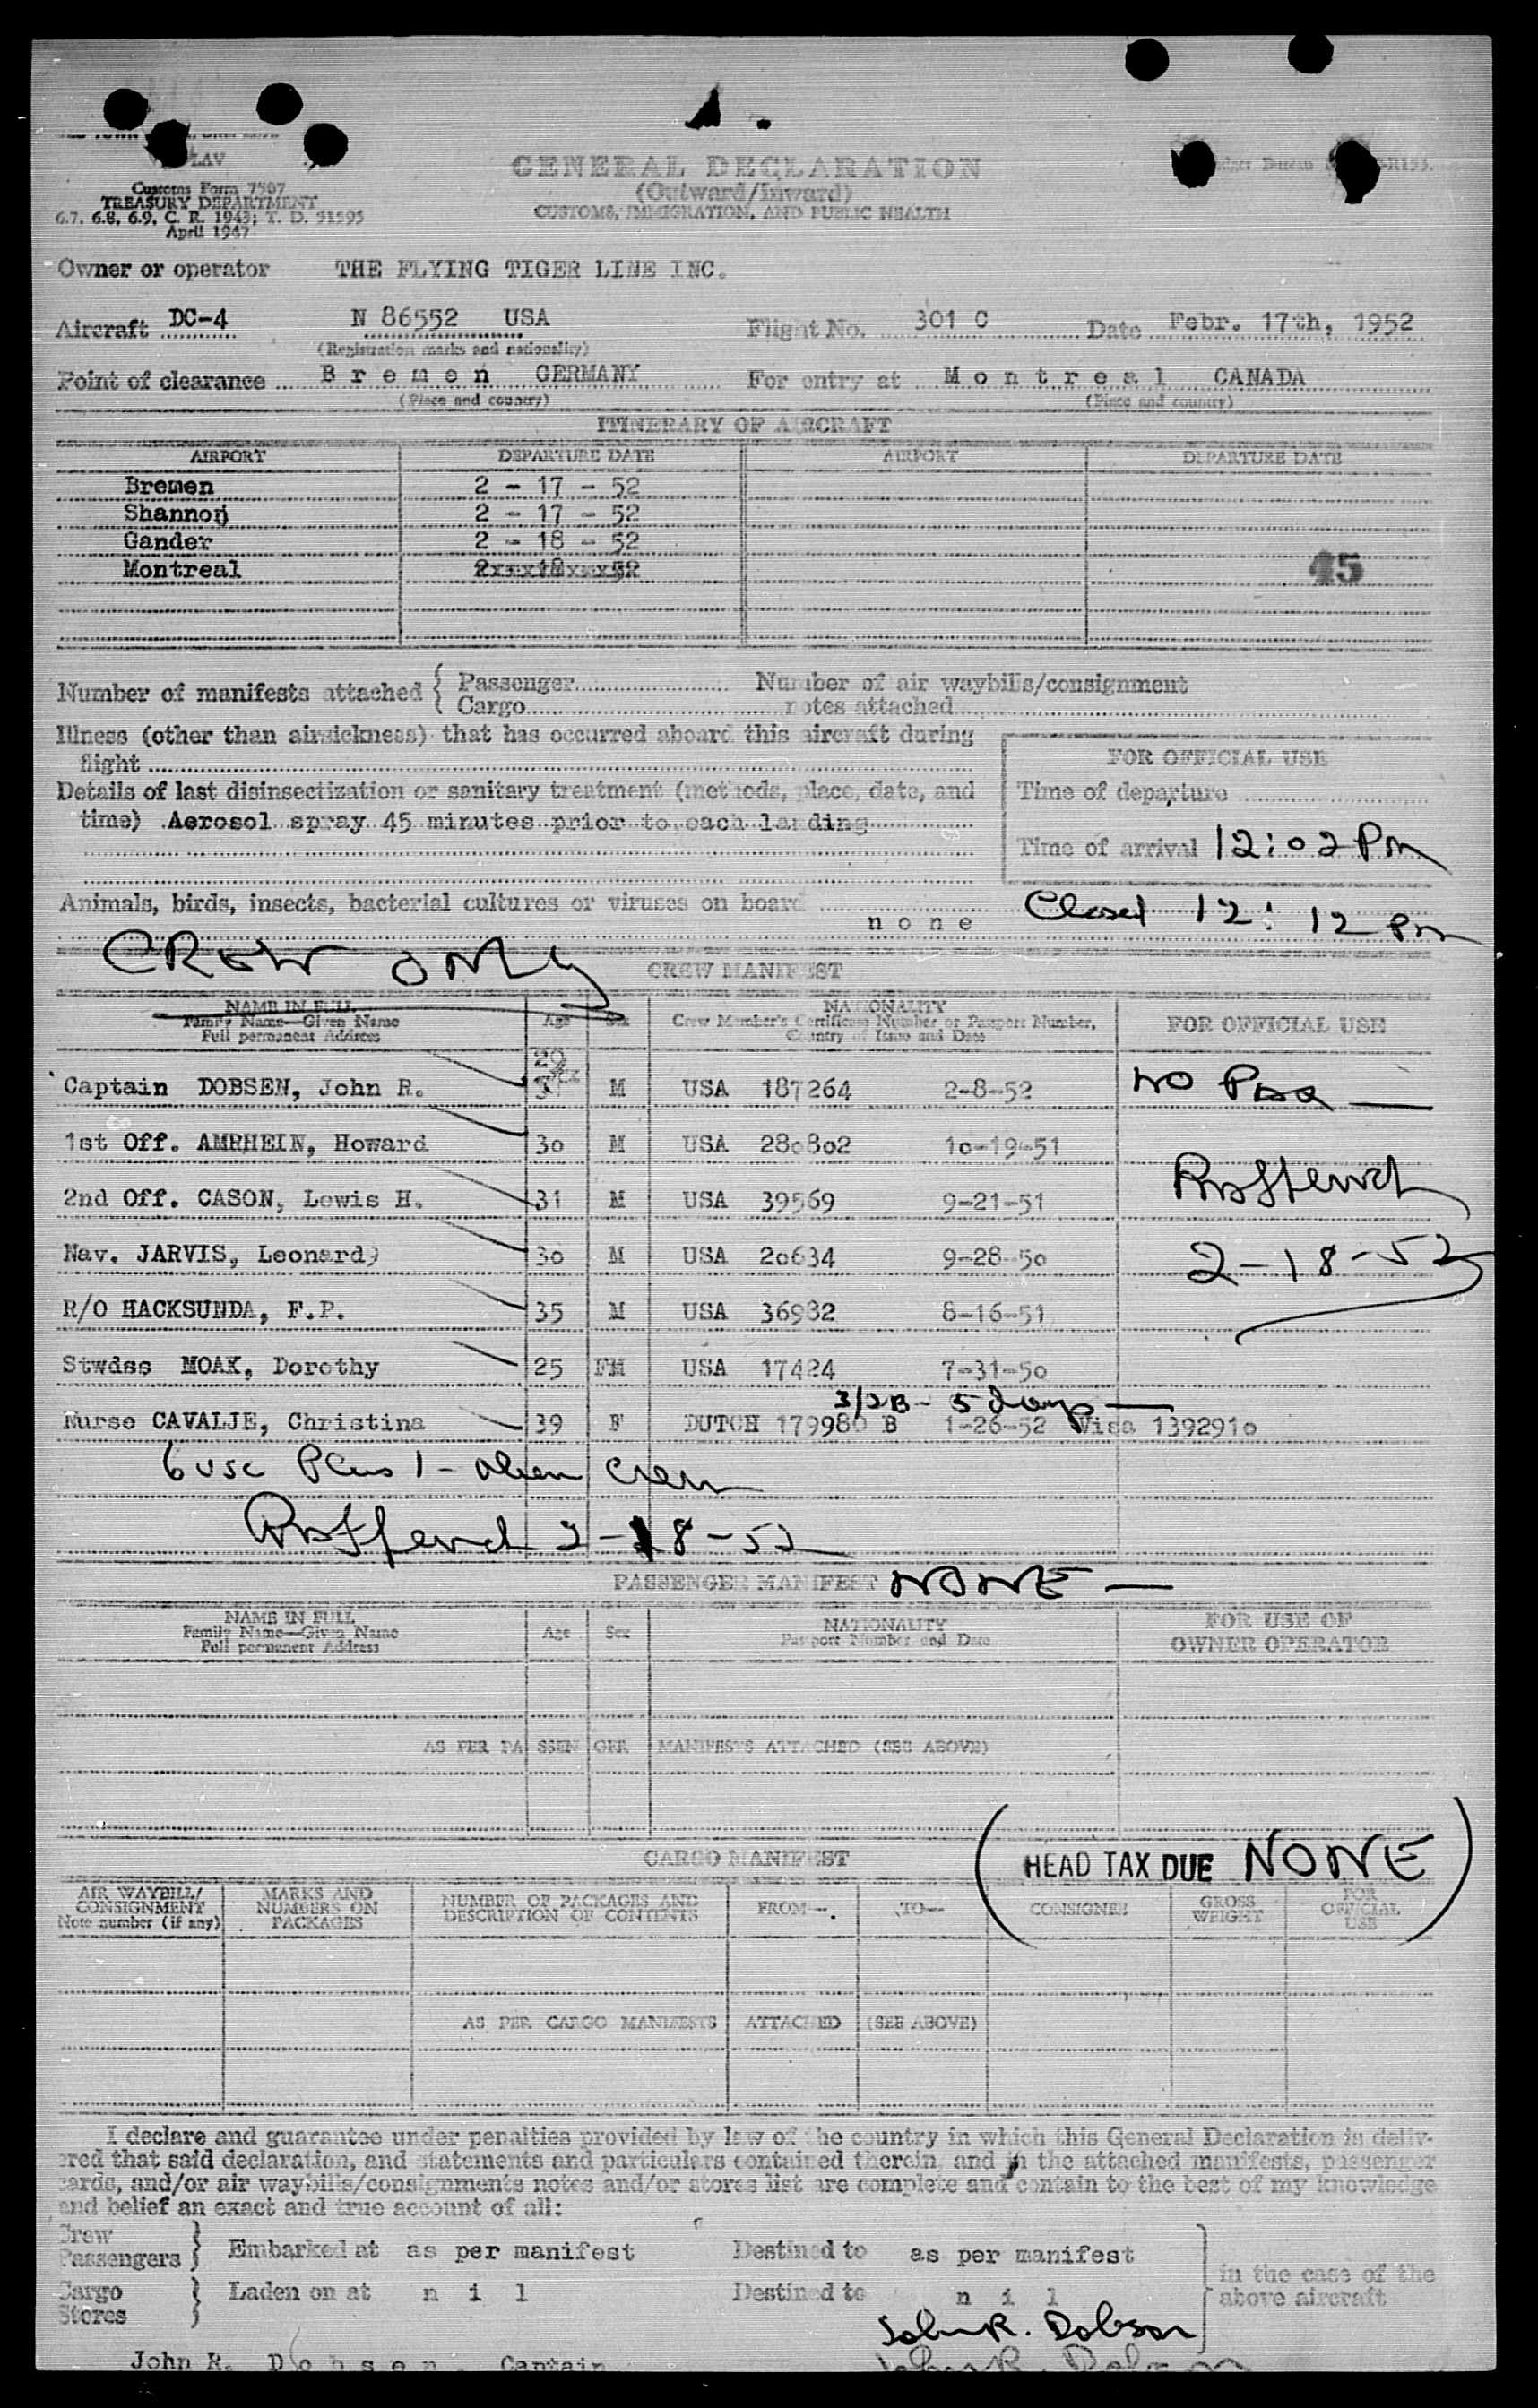 LAV
Customs Form 7507
TREASURY DEPARTMENT
6.7, 6.8, 6.9, C. R. 1943; T. D. 51595
April 1947
GENERAL DECLARATION
(Outward/Inward)
CUSTOMS, IMMIGRATION, AND PUBLIC HEALTH
Owner or operator THE FLYING TIGER LINE INC.
Aircraft DC-4 N 86552 USA Flight No. 301 C Date Febr. 17th, 1952
(Registration marks and nationality)
Point of clearance B r e m e n GERMANY For entry at M o n t r e a l CANADA
(Place and country) (Place and country)
ITINERARY OF AIRCRAFT
AIRPORT DEPARTURE DATE AIRPORT DEPARTURE DATE
Bremen 2 - 17 - 52
Shannon 2 - 17 - 52
Gander 2 - 18 - 52
Montreal
45
Number of manifests attached { Passenger Number of air waybills/consignment
Cargo notes attached
Illness (other than airsickness) that has occurred aboard this aircraft during
flight
FOR OFFICIAL USE
Details of last disinsectization or sanitary treatment (methods, place, date, and
time) Aerosol spray 45 minutes prior to each landing
Time of departure
Time of arrival 12:02 Pm
Animals, birds, insects, bacterial cultures or viruses on board
n o n e
Closed 12:12 pm
CREW ONLY
CREW MANIFEST
NAME IN FULL
Family Name—Given Name
Full permanent Address
Age Sex
NATIONALITY
Crew Member's Certificate Number or Passport Number,
Country of Issue and Date
FOR OFFICIAL USE
29
Captain DOBSEN, John R. M USA 187264 2-8-52
NO
1st Off. AMRHEIN, Howard 30 M USA 280802 10-19-51
2nd Off. CASON, Lewis H. 31 M USA 39569 9-21-51
Nav. JARVIS, Leonard 30 M USA 20634 9-28-50
2-18-52
R/O HACKSUNDA, F.P. 35 M USA 36982 8-16-51
Stwdss MOAK, Dorothy 25 FM USA 17424 7-31-50
3/2B - 5 days
Nurse CAVALJE, Christina 39 F DUTCH 179980 B 1-26-52 Visa 1392910
6 USC Plus 1 - alien crew
2-18-52
PASSENGER MANIFEST NONE —
NAME IN FULL
Family Name—Given Name
Full permanent Address
Age Sex
NATIONALITY
Passport Number and Date
FOR USE OF
OWNER OPERATOR
AS PER PASSENGER MANIFESTS ATTACHED (SEE ABOVE)
CARGO MANIFEST
HEAD TAX DUE NONE
AIR WAYBILL/
CONSIGNMENT
Note number (if any)
MARKS AND
NUMBERS ON
PACKAGES
NUMBER OF PACKAGES AND
DESCRIPTION OF CONTENTS
FROM—
TO—
CONSIGNEE
GROSS
WEIGHT
FOR
OFFICIAL
USE
AS PER CARGO MANIFESTS ATTACHED (SEE ABOVE)
I declare and guarantee under penalties provided by law of the country in which this General Declaration is deliv-
ered that said declaration, and statements and particulars contained therein, and in the attached manifests, passenger
cards, and/or air waybills/consignments notes and/or stores list are complete and contain to the best of my knowledge
and belief an exact and true account of all:
Crew
Passengers } Embarked at as per manifest Destined to as per manifest
in the case of the
above aircraft
Cargo
Stores } Laden on at n i l Destined to n i l
John R. Dobson
John R. D o b s e n, Captain